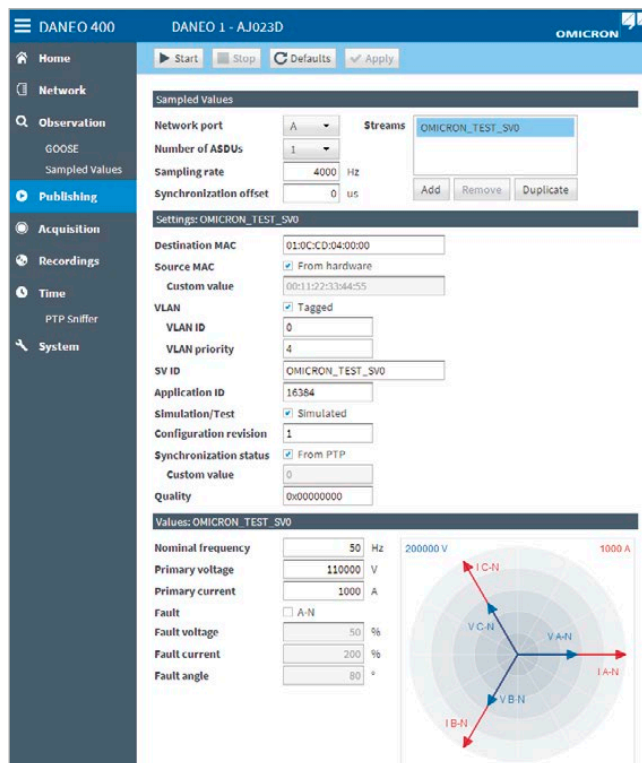 DANEO 400
DANEO 1 - AJ023D
OMICRON
Home
Network
Observation
GOOSE
Sampled Values
Publishing
Acquisition
Recordings
Time
PTP Sniffer
System
Start Stop Defaults Apply
Sampled Values
Network port A Streams OMICRON_TEST_SV0
Number of ASDUs 1
Sampling rate 4000 Hz
Synchronization offset 0 us
Add Remove Duplicate
Settings: OMICRON_TEST_SV0
Destination MAC 01:0C:CD:04:00:00
Source MAC From hardware
Custom value 00:11:22:33:44:55
VLAN Tagged
VLAN ID 0
VLAN priority 4
SV ID OMICRON_TEST_SV0
Application ID 16384
Simulation/Test Simulated
Configuration revision 1
Synchronization status From PTP
Custom value 0
Quality 0x00000000
Values: OMICRON_TEST_SV0
Nominal frequency 50 Hz
Primary voltage 110000 V
Primary current 1000 A
Fault A-N
Fault voltage 50 %
Fault current 200 %
Fault angle 80 °
200000 V 1000 A
I C-N
V C-N
V A-N
I A-N
V B-N
I B-N